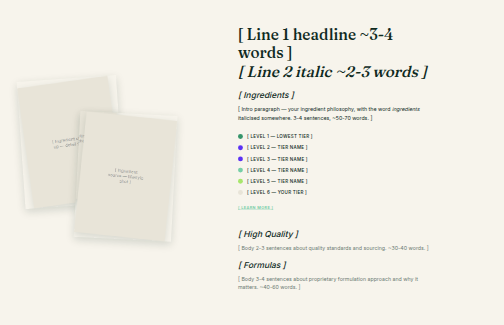 [ Line 1 headline ~3-4
words ]
[ Line 2 italic ~2-3 words ]
[ Ingredients ]
[ Intro paragraph — your ingredient philosophy, with the word ingredients
italicised somewhere. 3-4 sentences, ~50-70 words. ]
[ LEVEL 1 — LOWEST TIER ]
[ LEVEL 2 — TIER NAME ]
[ LEVEL 3 — TIER NAME ]
[ LEVEL 4 — TIER NAME ]
[ LEVEL 5 — TIER NAME ]
[ LEVEL 6 — YOUR TIER ]
[ LEARN MORE ]
[ High Quality ]
[ Body 2-3 sentences about quality standards and sourcing. ~30-40 words. ]
[ Formulas ]
[ Body 3-4 sentences about proprietary formulation approach and why it
matters. ~40-60 words. ]
[ Ingredient